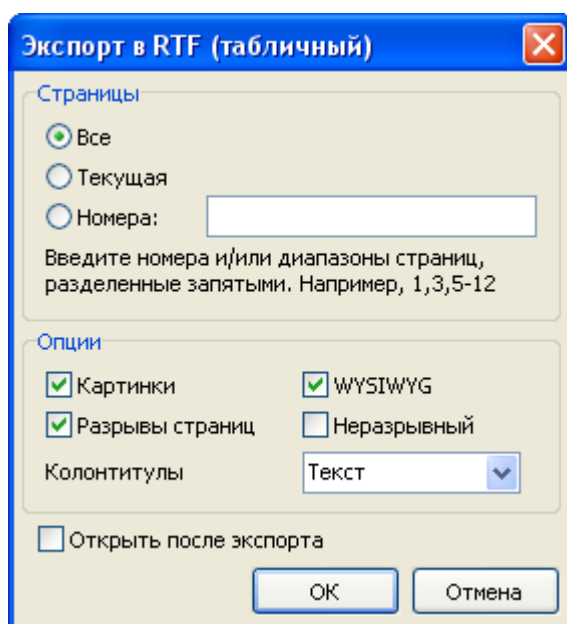 Экспорт в RTF (табличный)
Страницы
Все
Текущая
Номера:
Введите номера и/или диапазоны страниц,
разделенные запятыми. Например, 1,3,5-12
Опции
Картинки WYSIWYG
Разрывы страниц Неразрывный
Колонтитулы Текст
Открыть после экспорта
ОК Отмена